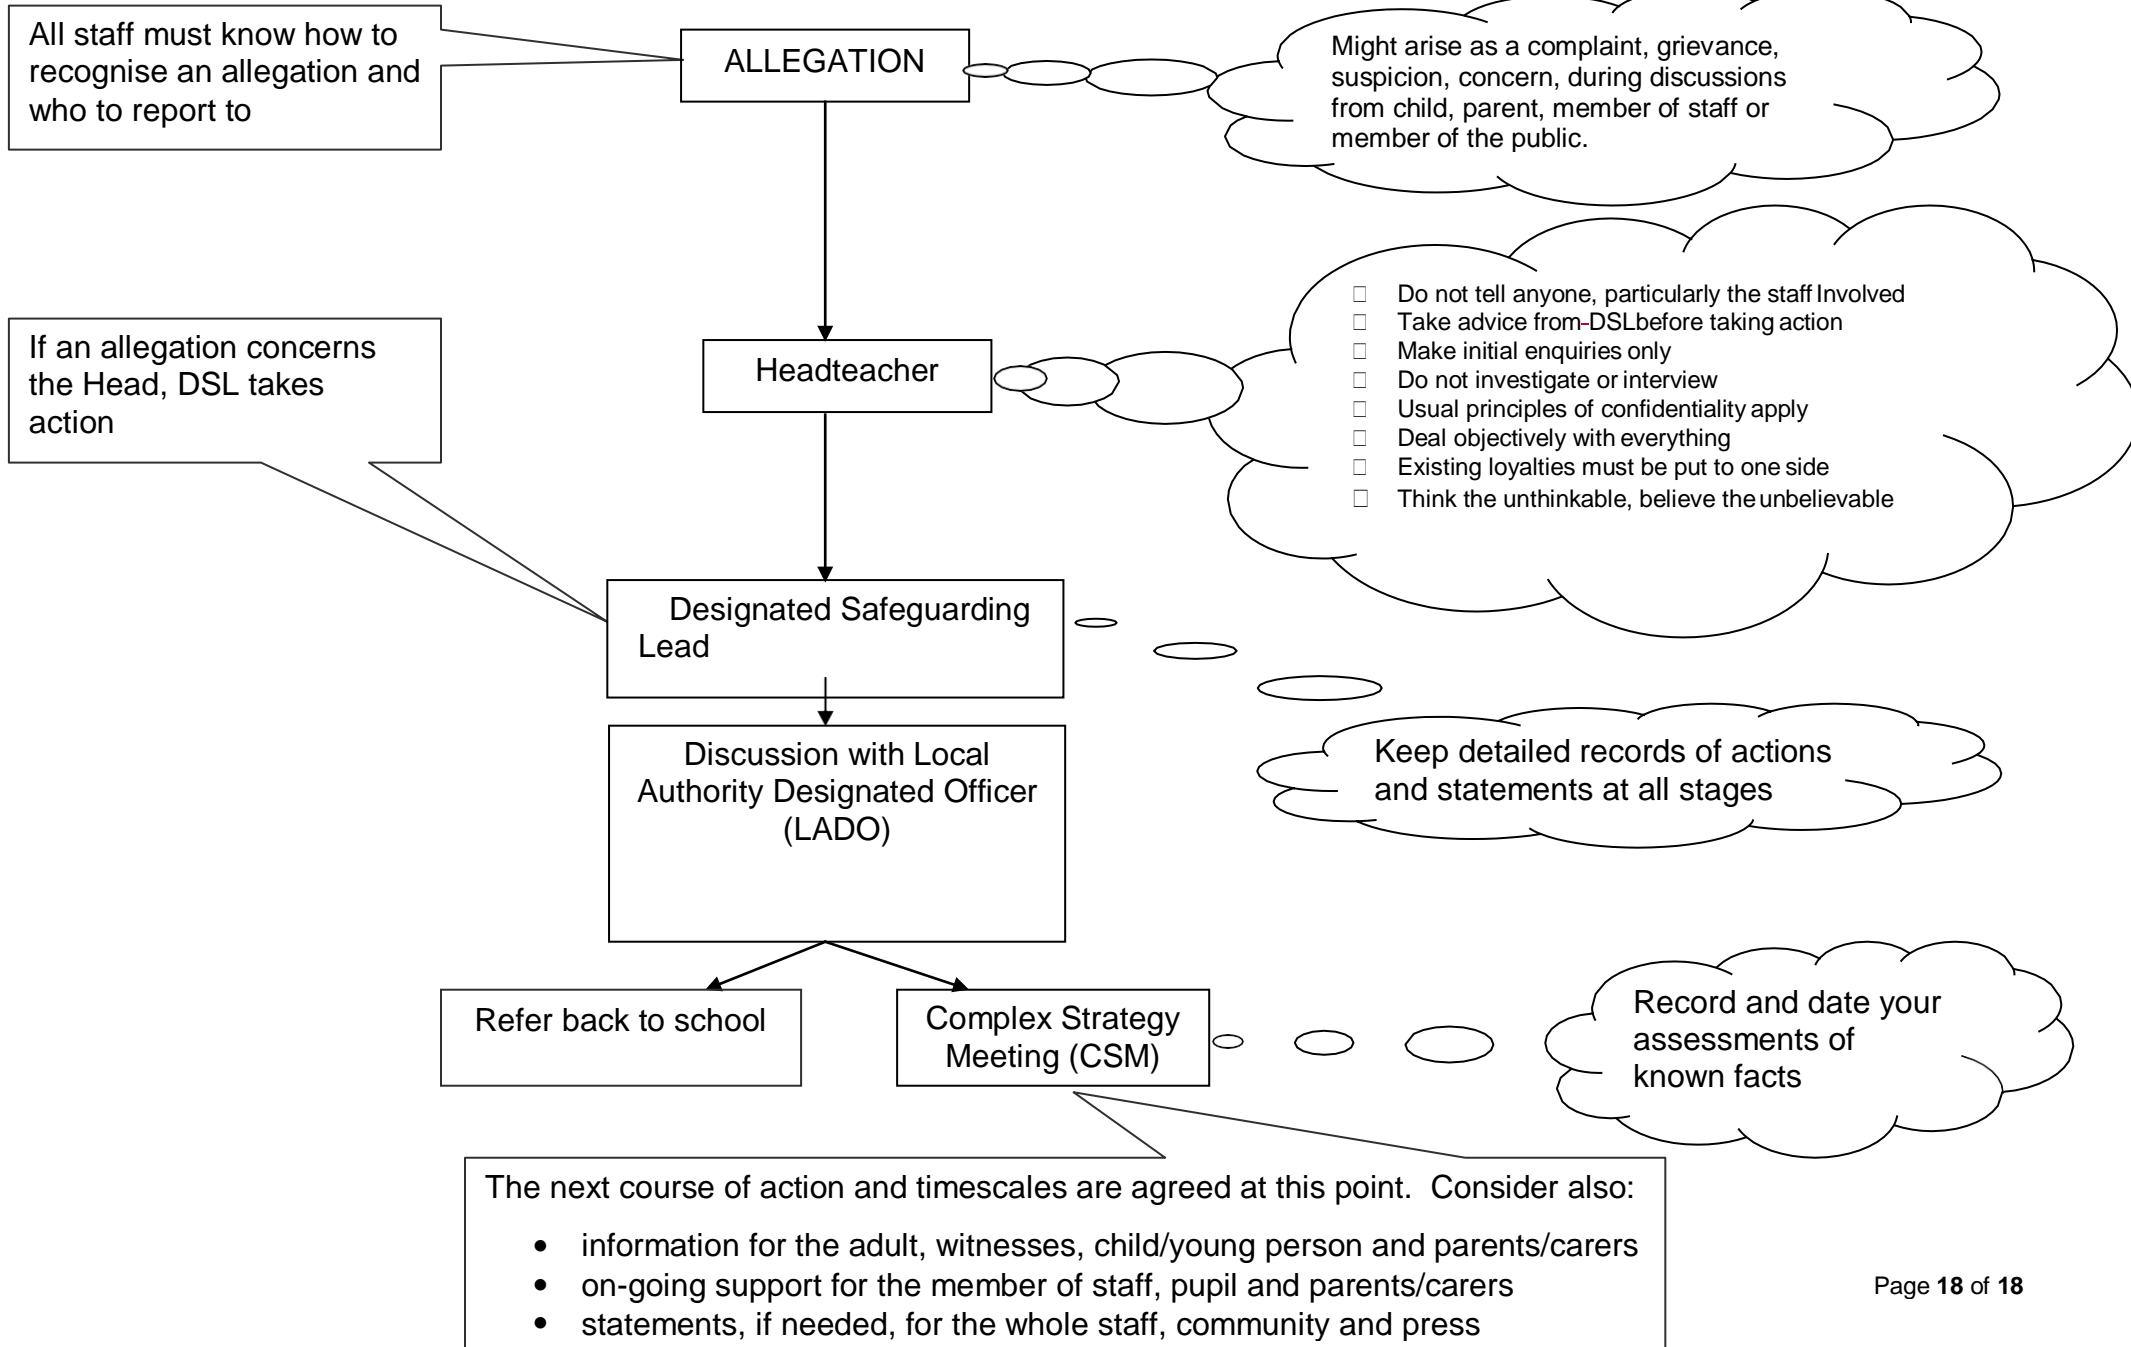 All staff must know how to
recognise an allegation and
who to report to
ALLEGATION
Might arise as a complaint, grievance,
suspicion, concern, during discussions
from child, parent, member of staff or
member of the public.
If an allegation concerns
the Head, DSL takes
action
Headteacher
Do not tell anyone, particularly the staff Involved
Take advice from-DSLbefore taking action
Make initial enquiries only
Do not investigate or interview
Usual principles of confidentiality apply
Deal objectively with everything
Existing loyalties must be put to one side
Think the unthinkable, believe the unbelievable
Designated Safeguarding
Lead
Discussion with Local
Authority Designated Officer
(LADO)
Keep detailed records of actions
and statements at all stages
Refer back to school
Complex Strategy
Meeting (CSM)
Record and date your
assessments of
known facts
The next course of action and timescales are agreed at this point.  Consider also:
• information for the adult, witnesses, child/young person and parents/carers
• on-going support for the member of staff, pupil and parents/carers
• statements, if needed, for the whole staff, community and press
Page 18 of 18